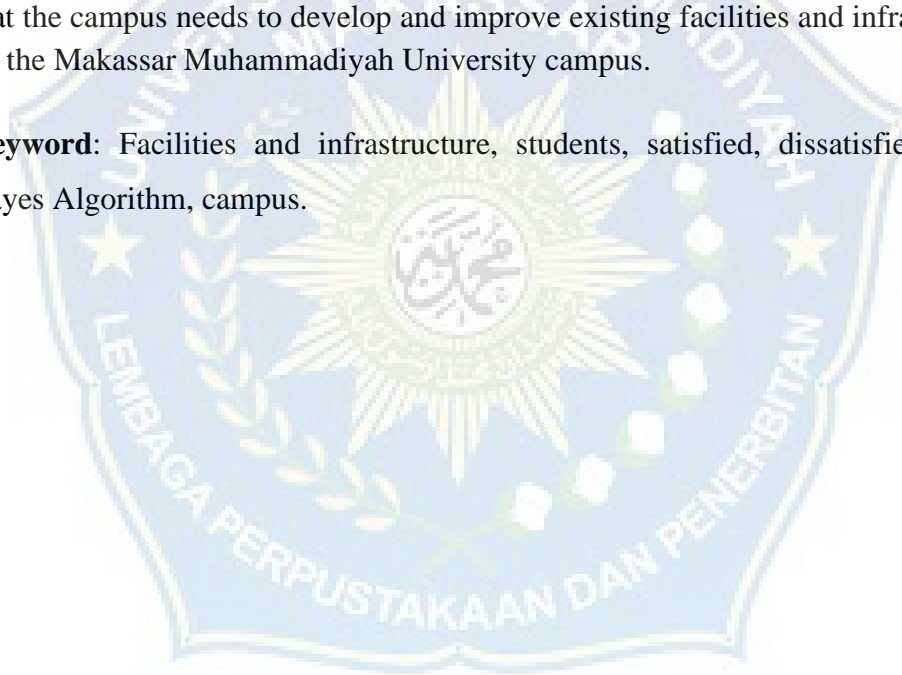 at the campus needs to develop and improve existing facilities and infra
the Makassar Muhammadiyah University campus.
eyword: Facilities and infrastructure, students, satisfied, dissatisfie
yes Algorithm, campus.
LEMBAGA PERPUSTAKAAN DAN PENERBITAN